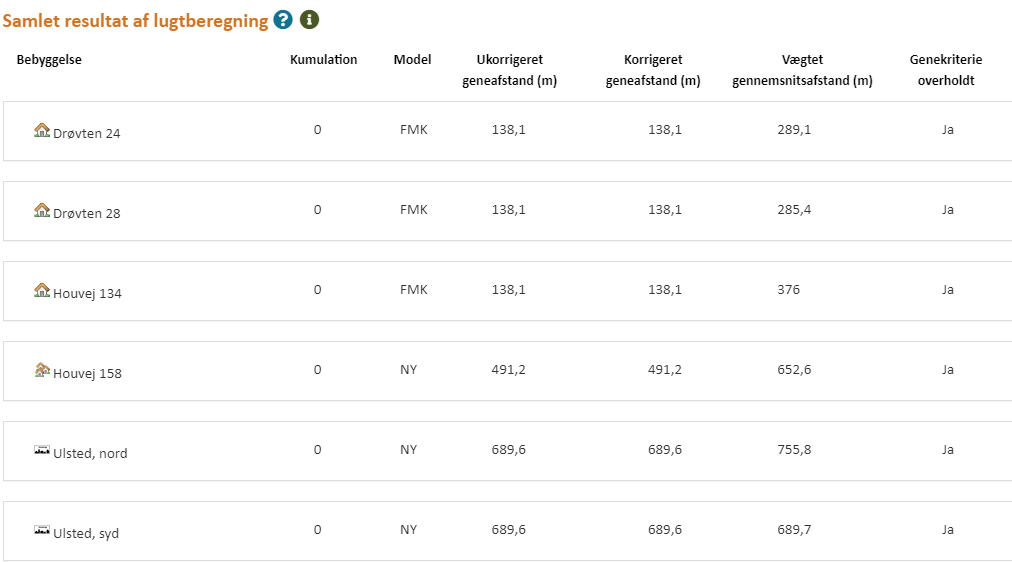 Samlet resultat af lugtberegning
Bebyggelse Kumulation Model Ukorrigeret geneafstand (m) Korrigeret geneafstand (m) Vægtet gennemsnitsafstand (m) Genekriterie overholdt
Drøvten 24 0 FMK 138,1 138,1 289,1 Ja
Drøvten 28 0 FMK 138,1 138,1 285,4 Ja
Houvej 134 0 FMK 138,1 138,1 376 Ja
Houvej 158 0 NY 491,2 491,2 652,6 Ja
Ulsted, nord 0 NY 689,6 689,6 755,8 Ja
Ulsted, syd 0 NY 689,6 689,6 689,7 Ja